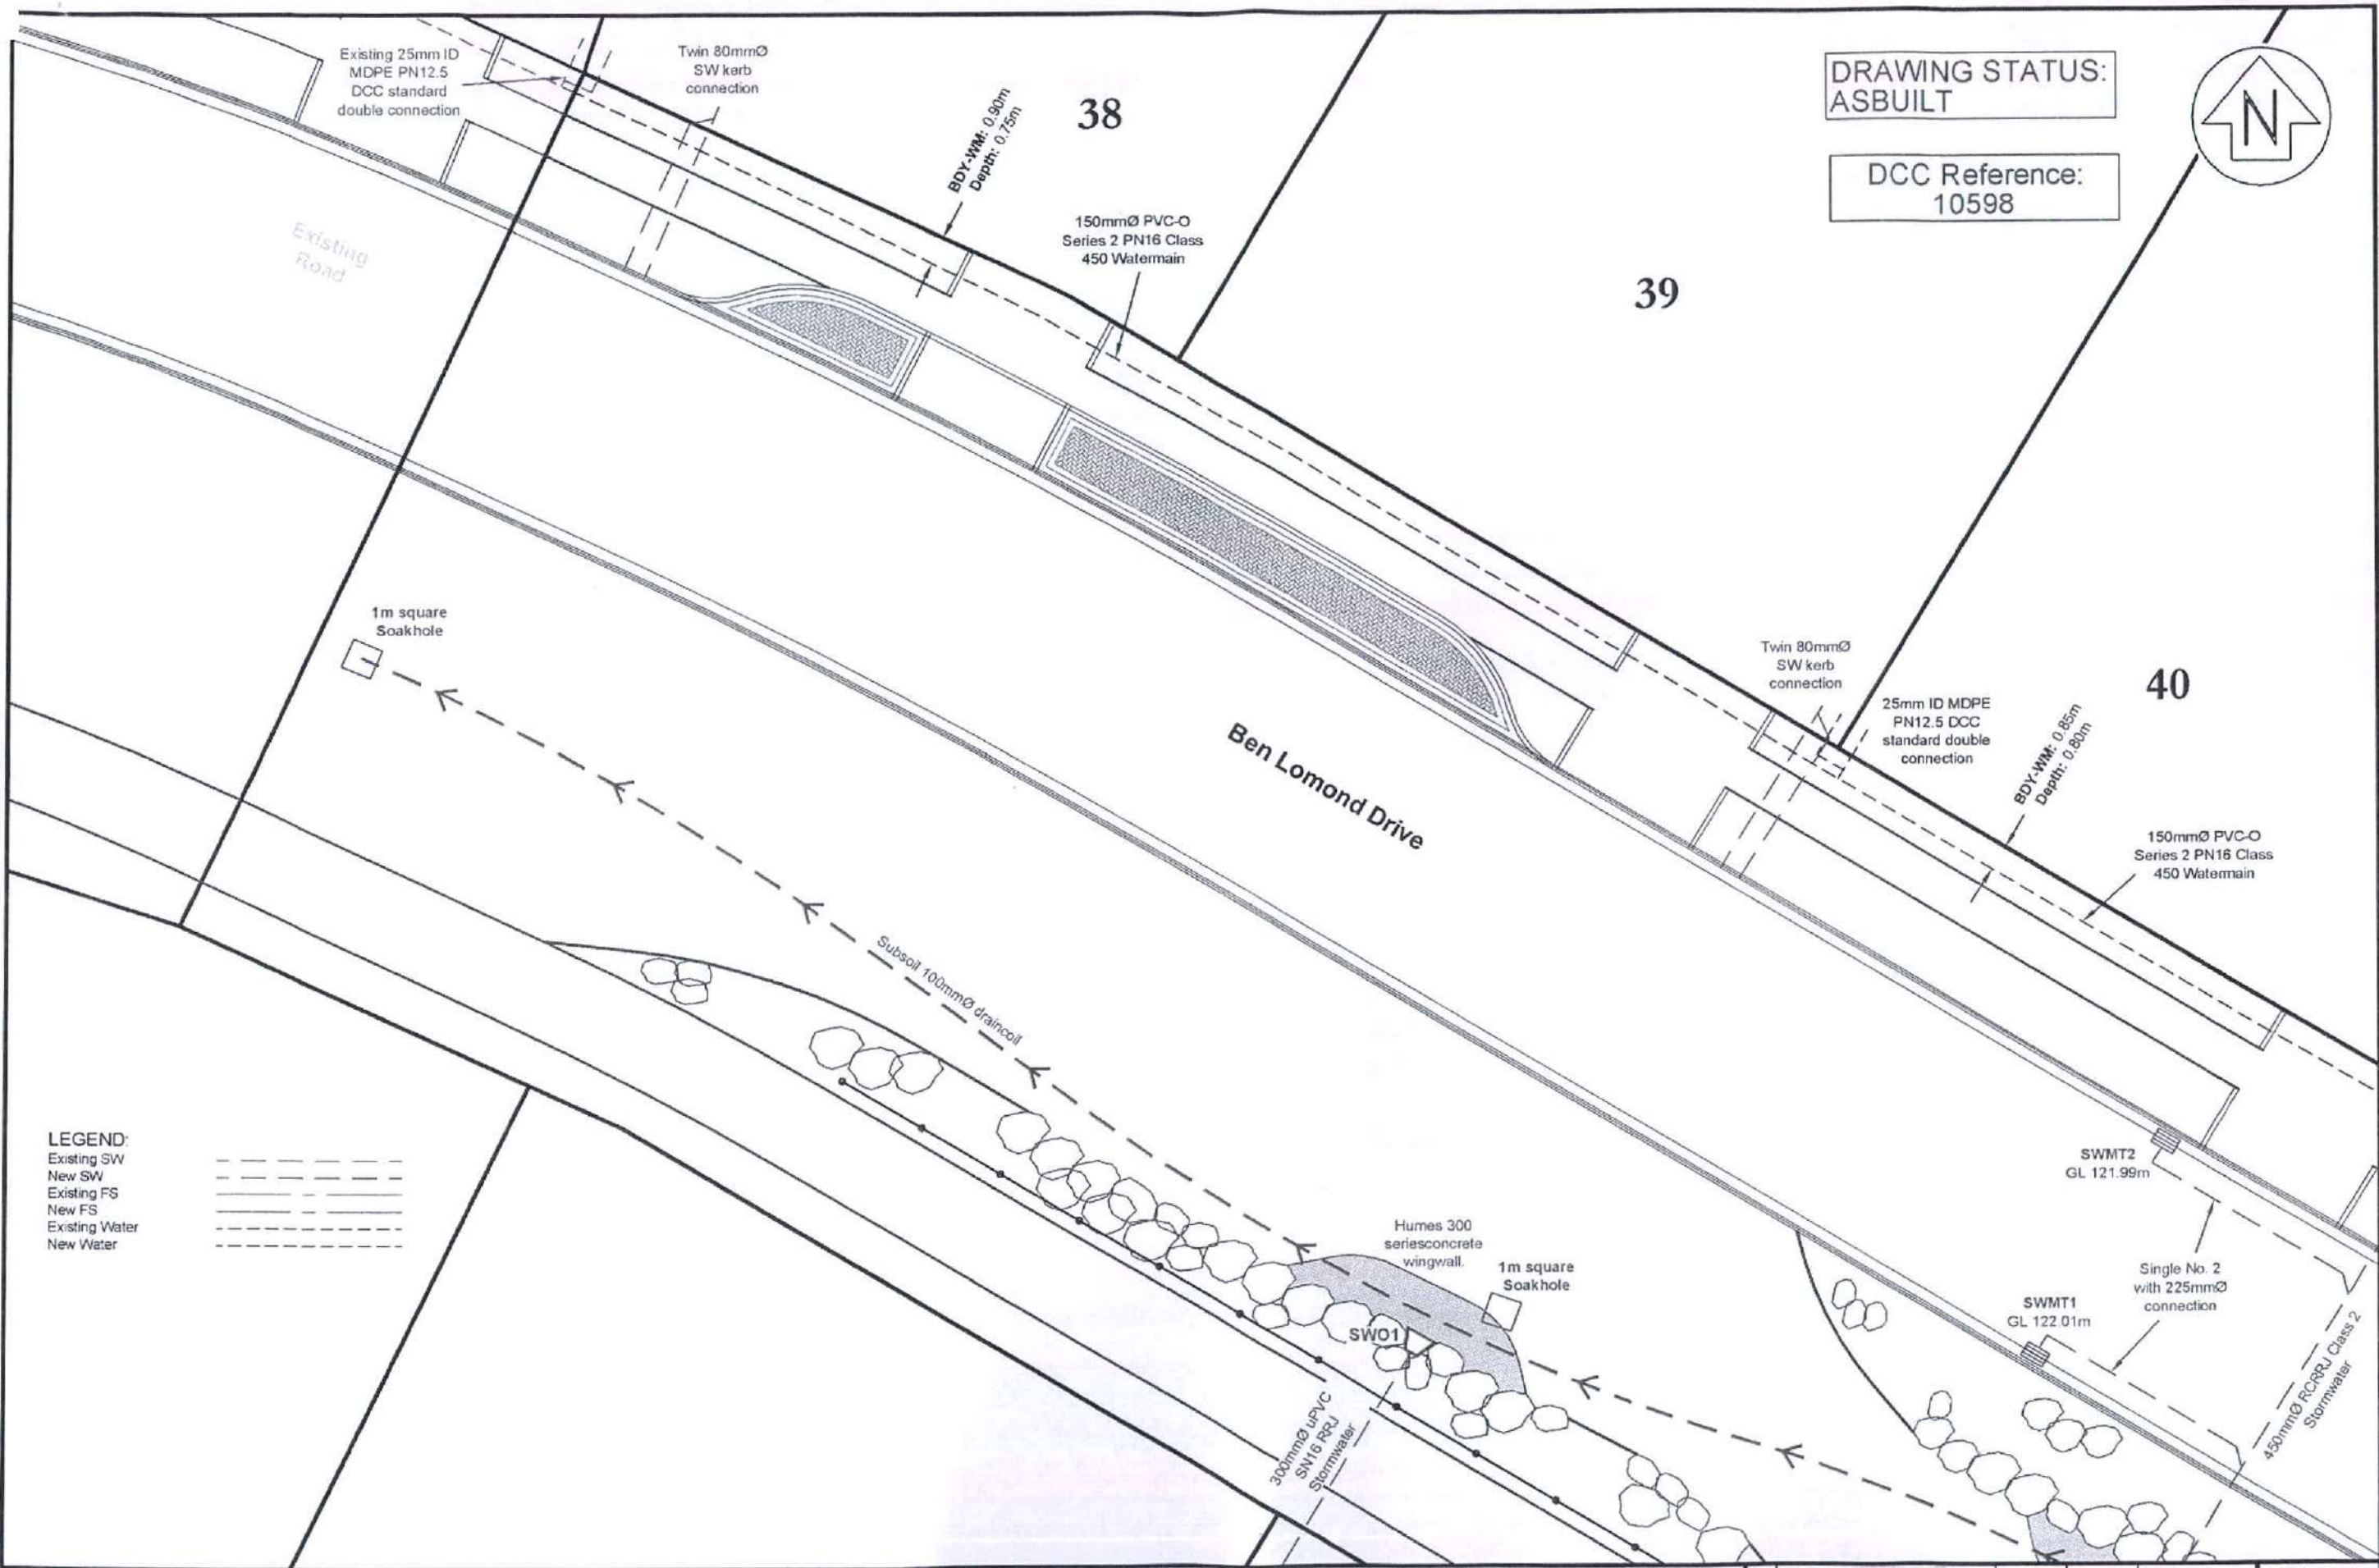 Existing 25mm ID
MDPE PN12.5
DCC standard
double connection
Twin 80mmØ
SW kerb
connection
BDY-WM: 0.90m
Depth: 0.75m
38
DRAWING STATUS:
ASBUILT
N
DCC Reference:
10598
Existing
Road
150mmØ PVC-O
Series 2 PN16 Class
450 Watermain
39
1m square
Soakhole
Twin 80mmØ
SW kerb
connection
25mm ID MDPE
PN12.5 DCC
standard double
connection
40
BDY-WM: 0.85m
Depth: 0.80m
Ben Lomond Drive
150mmØ PVC-O
Series 2 PN16 Class
450 Watermain
Subsoil 100mmØ draincoil
LEGEND:
Existing SW
New SW
Existing FS
New FS
Existing Water
New Water
SWMT2
GL 121.99m
Humes 300
seriesconcrete
wingwall.
1m square
Soakhole
Single No. 2
with 225mmØ
connection
SWMT1
GL 122.01m
SWO1
300mmØ uPVC
SN16 RRJ
Stormwater
450mmØ RCRRJ Class 2
Stormwater